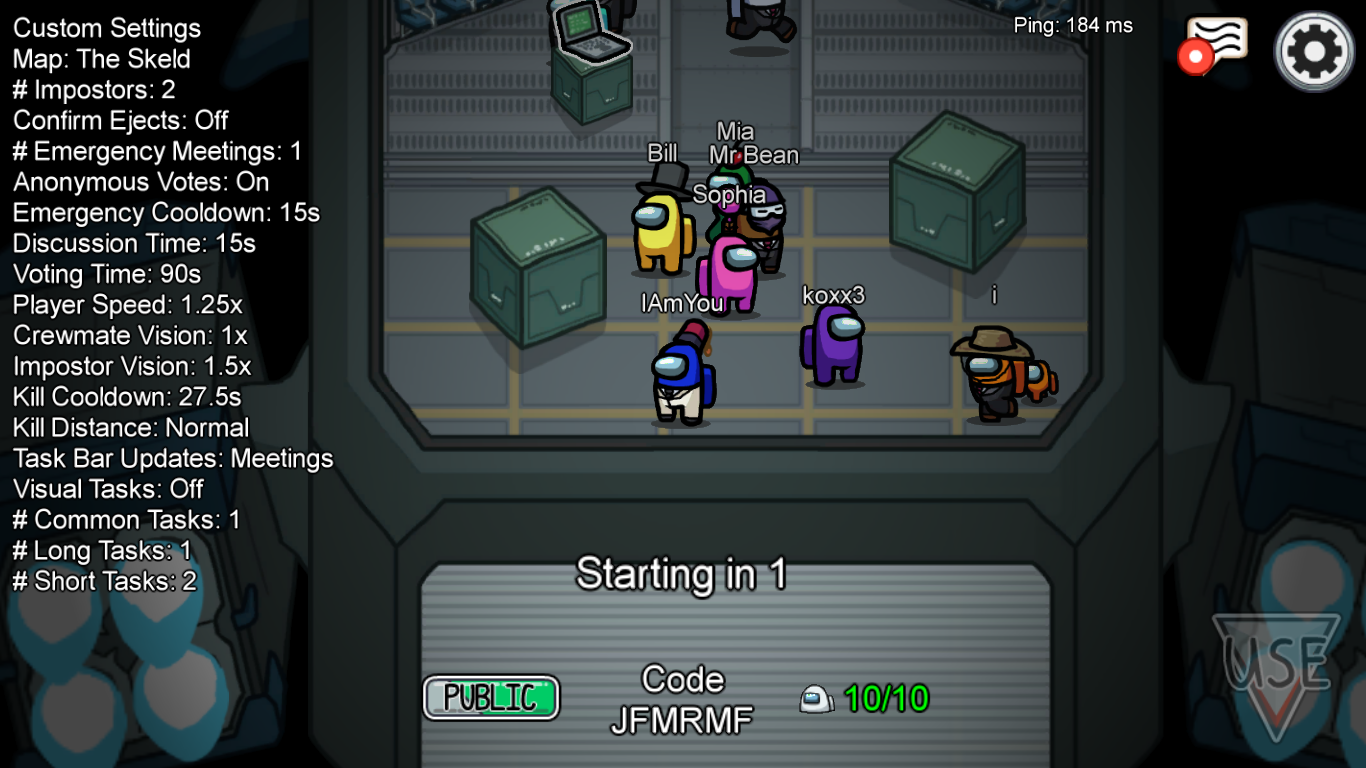 Custom Settings
Map: The Skeld
# Impostors: 2
Confirm Ejects: Off
# Emergency Meetings: 1
Anonymous Votes: On
Emergency Cooldown: 15s
Discussion Time: 15s
Voting Time: 90s
Player Speed: 1.25x
Crewmate Vision: 1x
Impostor Vision: 1.5x
Kill Cooldown: 27.5s
Kill Distance: Normal
Task Bar Updates: Meetings
Visual Tasks: Off
# Common Tasks: 1
# Long Tasks: 1
# Short Tasks: 2
Ping: 184 ms
Mia
Bill
Mr Bean
Sophia
IAmYou
koxx3
i
Starting in 1
PUBLIC
Code
JFMRMF
10/10
USE